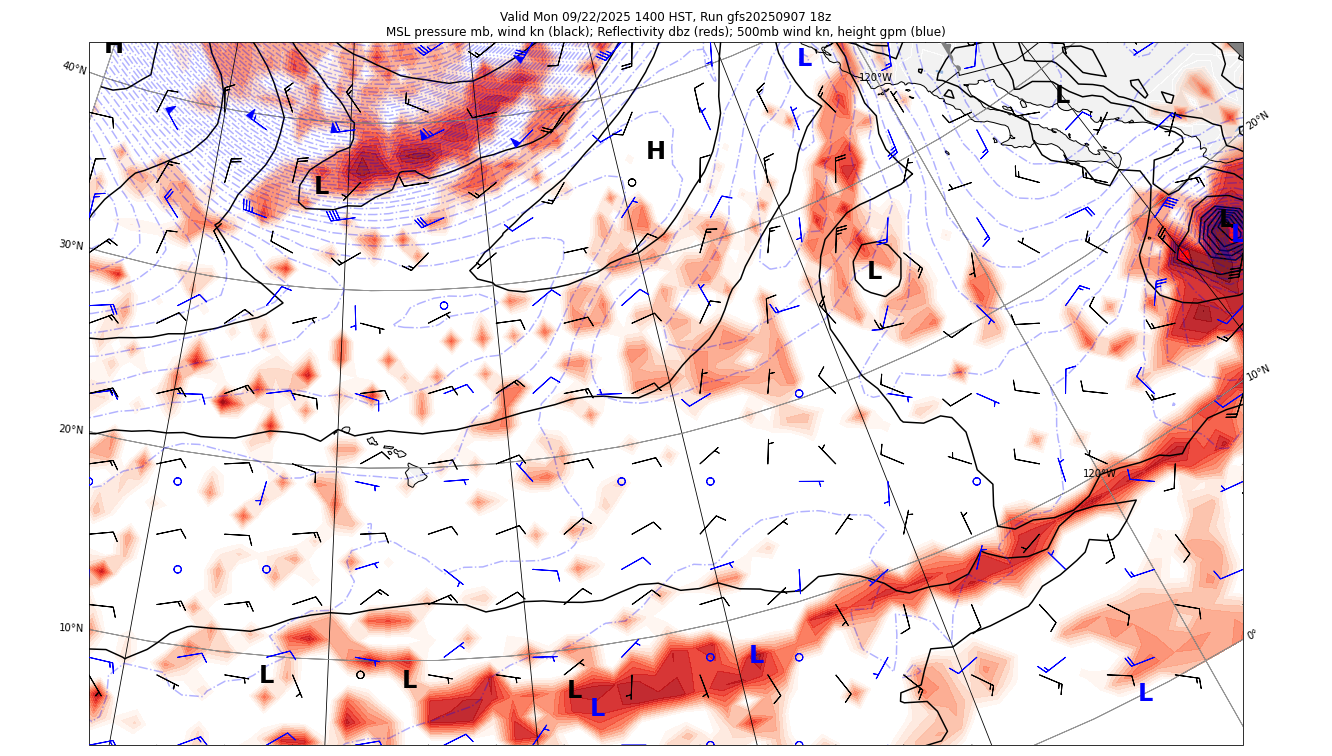 Valid Mon 09/22/2025 1400 HST, Run gfs20250907 18z
MSL pressure mb, wind kn (black); Reflectivity dbz (reds); 500mb wind kn, height gpm (blue)
H
L
40°N
120°W
L
20°N
H
L
L
L
30°N
L
10°N
20°N
120°W
10°N
0°
L
L
L
L
L
L